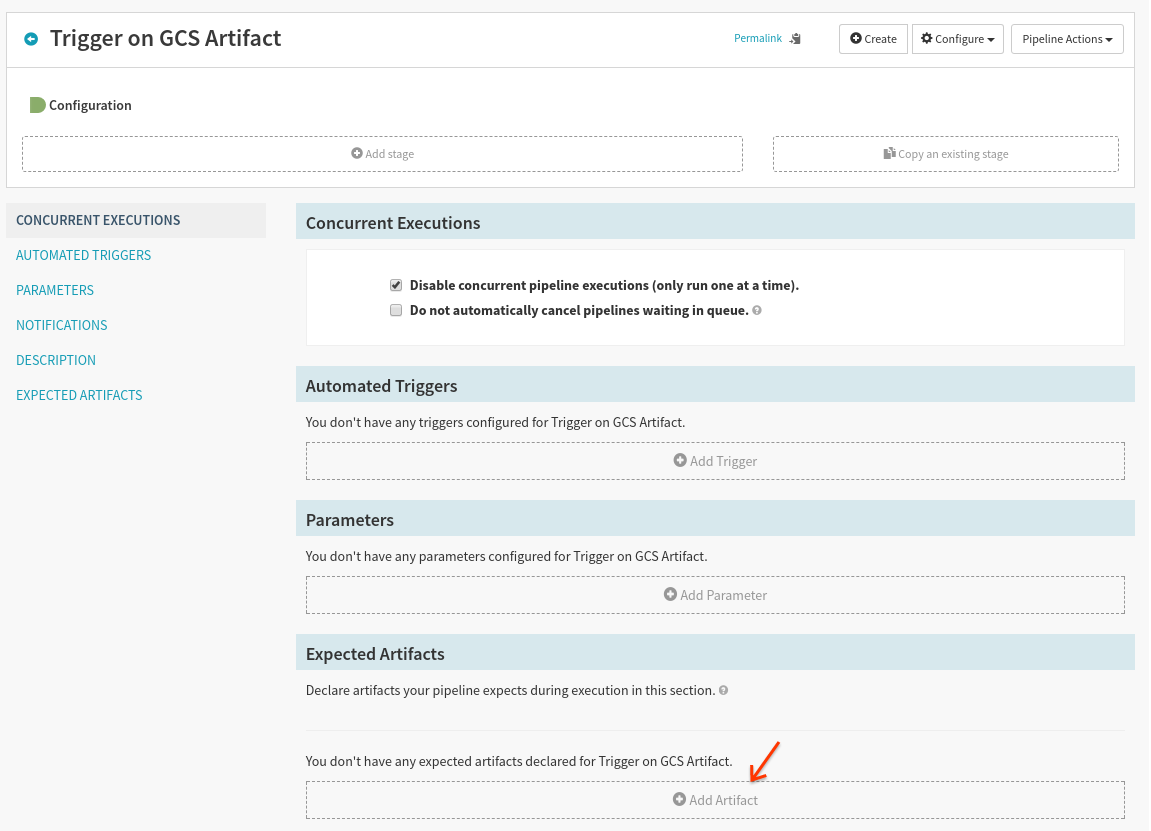 Trigger on GCS Artifact
Permalink
Create
Configure
Pipeline Actions
Configuration
Add stage
Copy an existing stage
CONCURRENT EXECUTIONS
AUTOMATED TRIGGERS
PARAMETERS
NOTIFICATIONS
DESCRIPTION
EXPECTED ARTIFACTS
Concurrent Executions
Disable concurrent pipeline executions (only run one at a time).
Do not automatically cancel pipelines waiting in queue.
Automated Triggers
You don't have any triggers configured for Trigger on GCS Artifact.
Add Trigger
Parameters
You don't have any parameters configured for Trigger on GCS Artifact.
Add Parameter
Expected Artifacts
Declare artifacts your pipeline expects during execution in this section.
You don't have any expected artifacts declared for Trigger on GCS Artifact.
Add Artifact